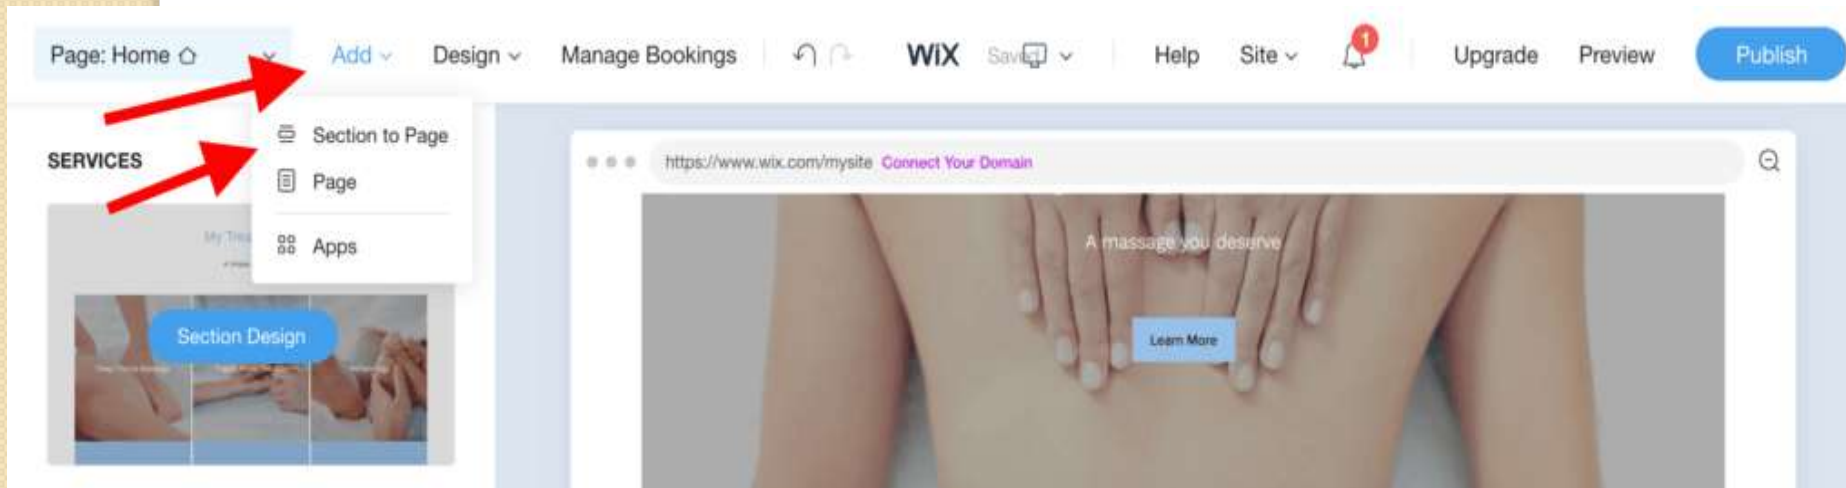 Page: Home
Add
Design
Manage Bookings
WiX
Help
Site
1
Upgrade
Preview
Publish
Section to Page
Page
Apps
SERVICES
Section Design
https://www.wix.com/mysite Connect Your Domain
A massage you deserve
Learn More